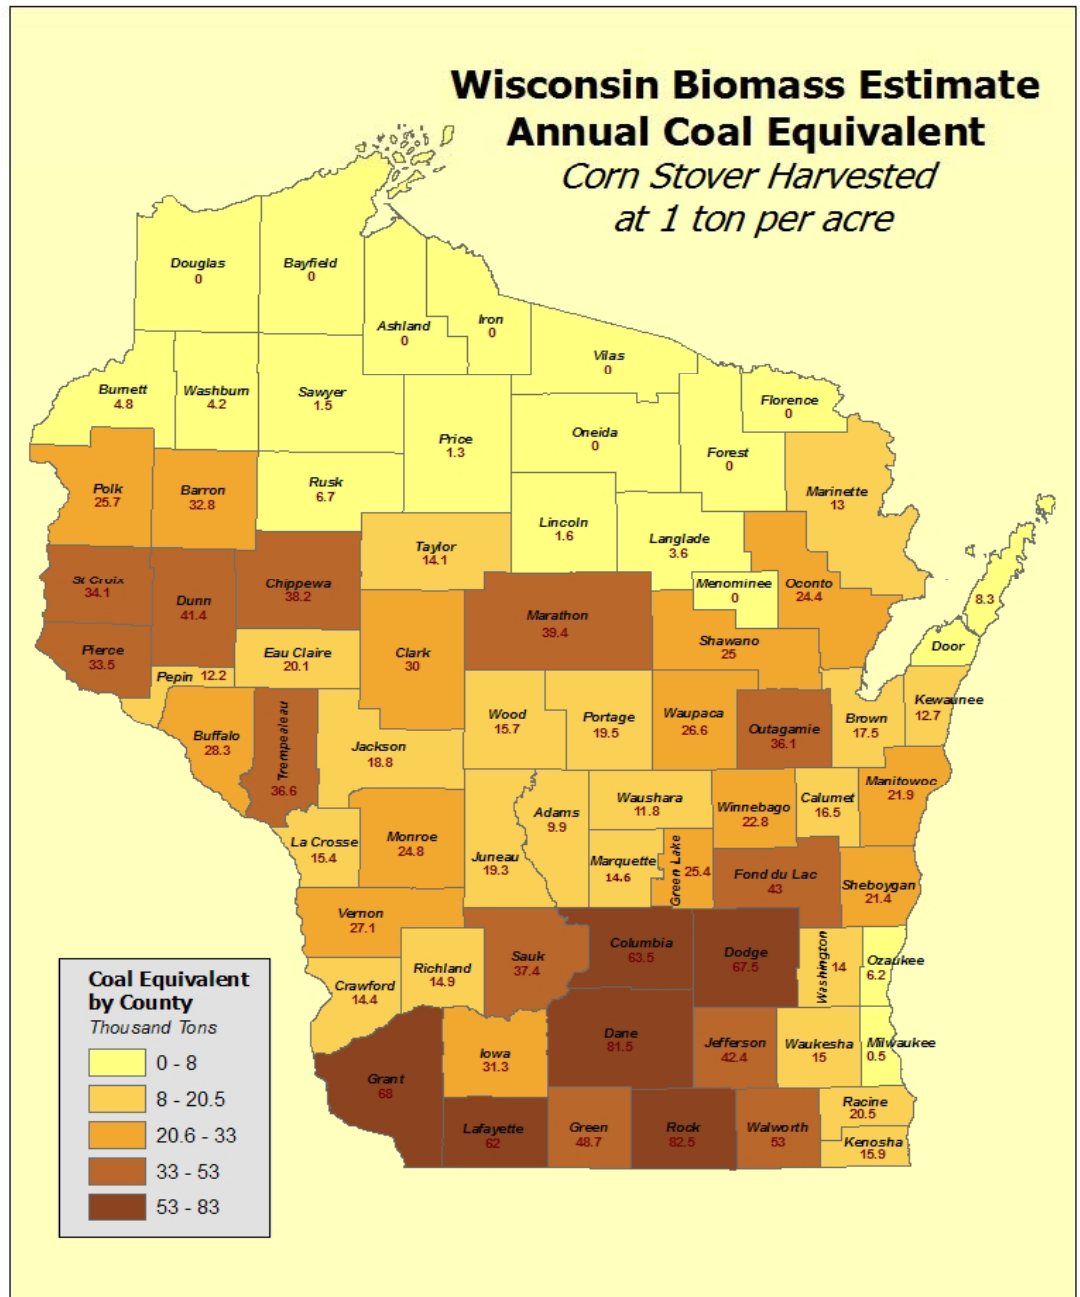 Wisconsin Biomass Estimate
Annual Coal Equivalent
Corn Stover Harvested
at 1 ton per acre
Douglas
0
Bayfield
0
Ashland
0
Iron
0
Vilas
0
Burnett
4.8
Washburn
4.2
Sawyer
1.5
Price
1.3
Oneida
0
Florence
0
Forest
0
Marinette
13
Polk
25.7
Barron
32.8
Rusk
6.7
Lincoln
1.6
Langlade
3.6
Taylor
14.1
Menominee
0
Oconto
24.4
8.3
Door
St Croix
34.1
Dunn
41.4
Chippewa
38.2
Marathon
39.4
Shawano
25
Pierce
33.5
Eau Claire
20.1
Clark
30
Pepin 12.2
Buffalo
28.3
Trempealeau
36.6
Jackson
18.8
Wood
15.7
Portage
19.5
Waupaca
26.6
Outagamie
36.1
Brown
17.5
Kewaunee
12.7
La Crosse
15.4
Monroe
24.8
Juneau
19.3
Adams
9.9
Waushara
11.8
Marquette
14.6
Green Lake
25.4
Winnebago
22.8
Calumet
16.5
Manitowoc
21.9
Fond du Lac
43
Sheboygan
21.4
Vernon
27.1
Richland
14.9
Crawford
14.4
Sauk
37.4
Columbia
63.5
Dodge
67.5
Washington
14
Ozaukee
6.2
Grant
68
Iowa
31.3
Dane
81.5
Jefferson
42.4
Waukesha
15
Milwaukee
0.5
Lafayette
62
Green
48.7
Rock
82.5
Walworth
53
Racine
20.5
Kenosha
15.9
Coal Equivalent
by County
Thousand Tons
0 - 8
8 - 20.5
20.6 - 33
33 - 53
53 - 83